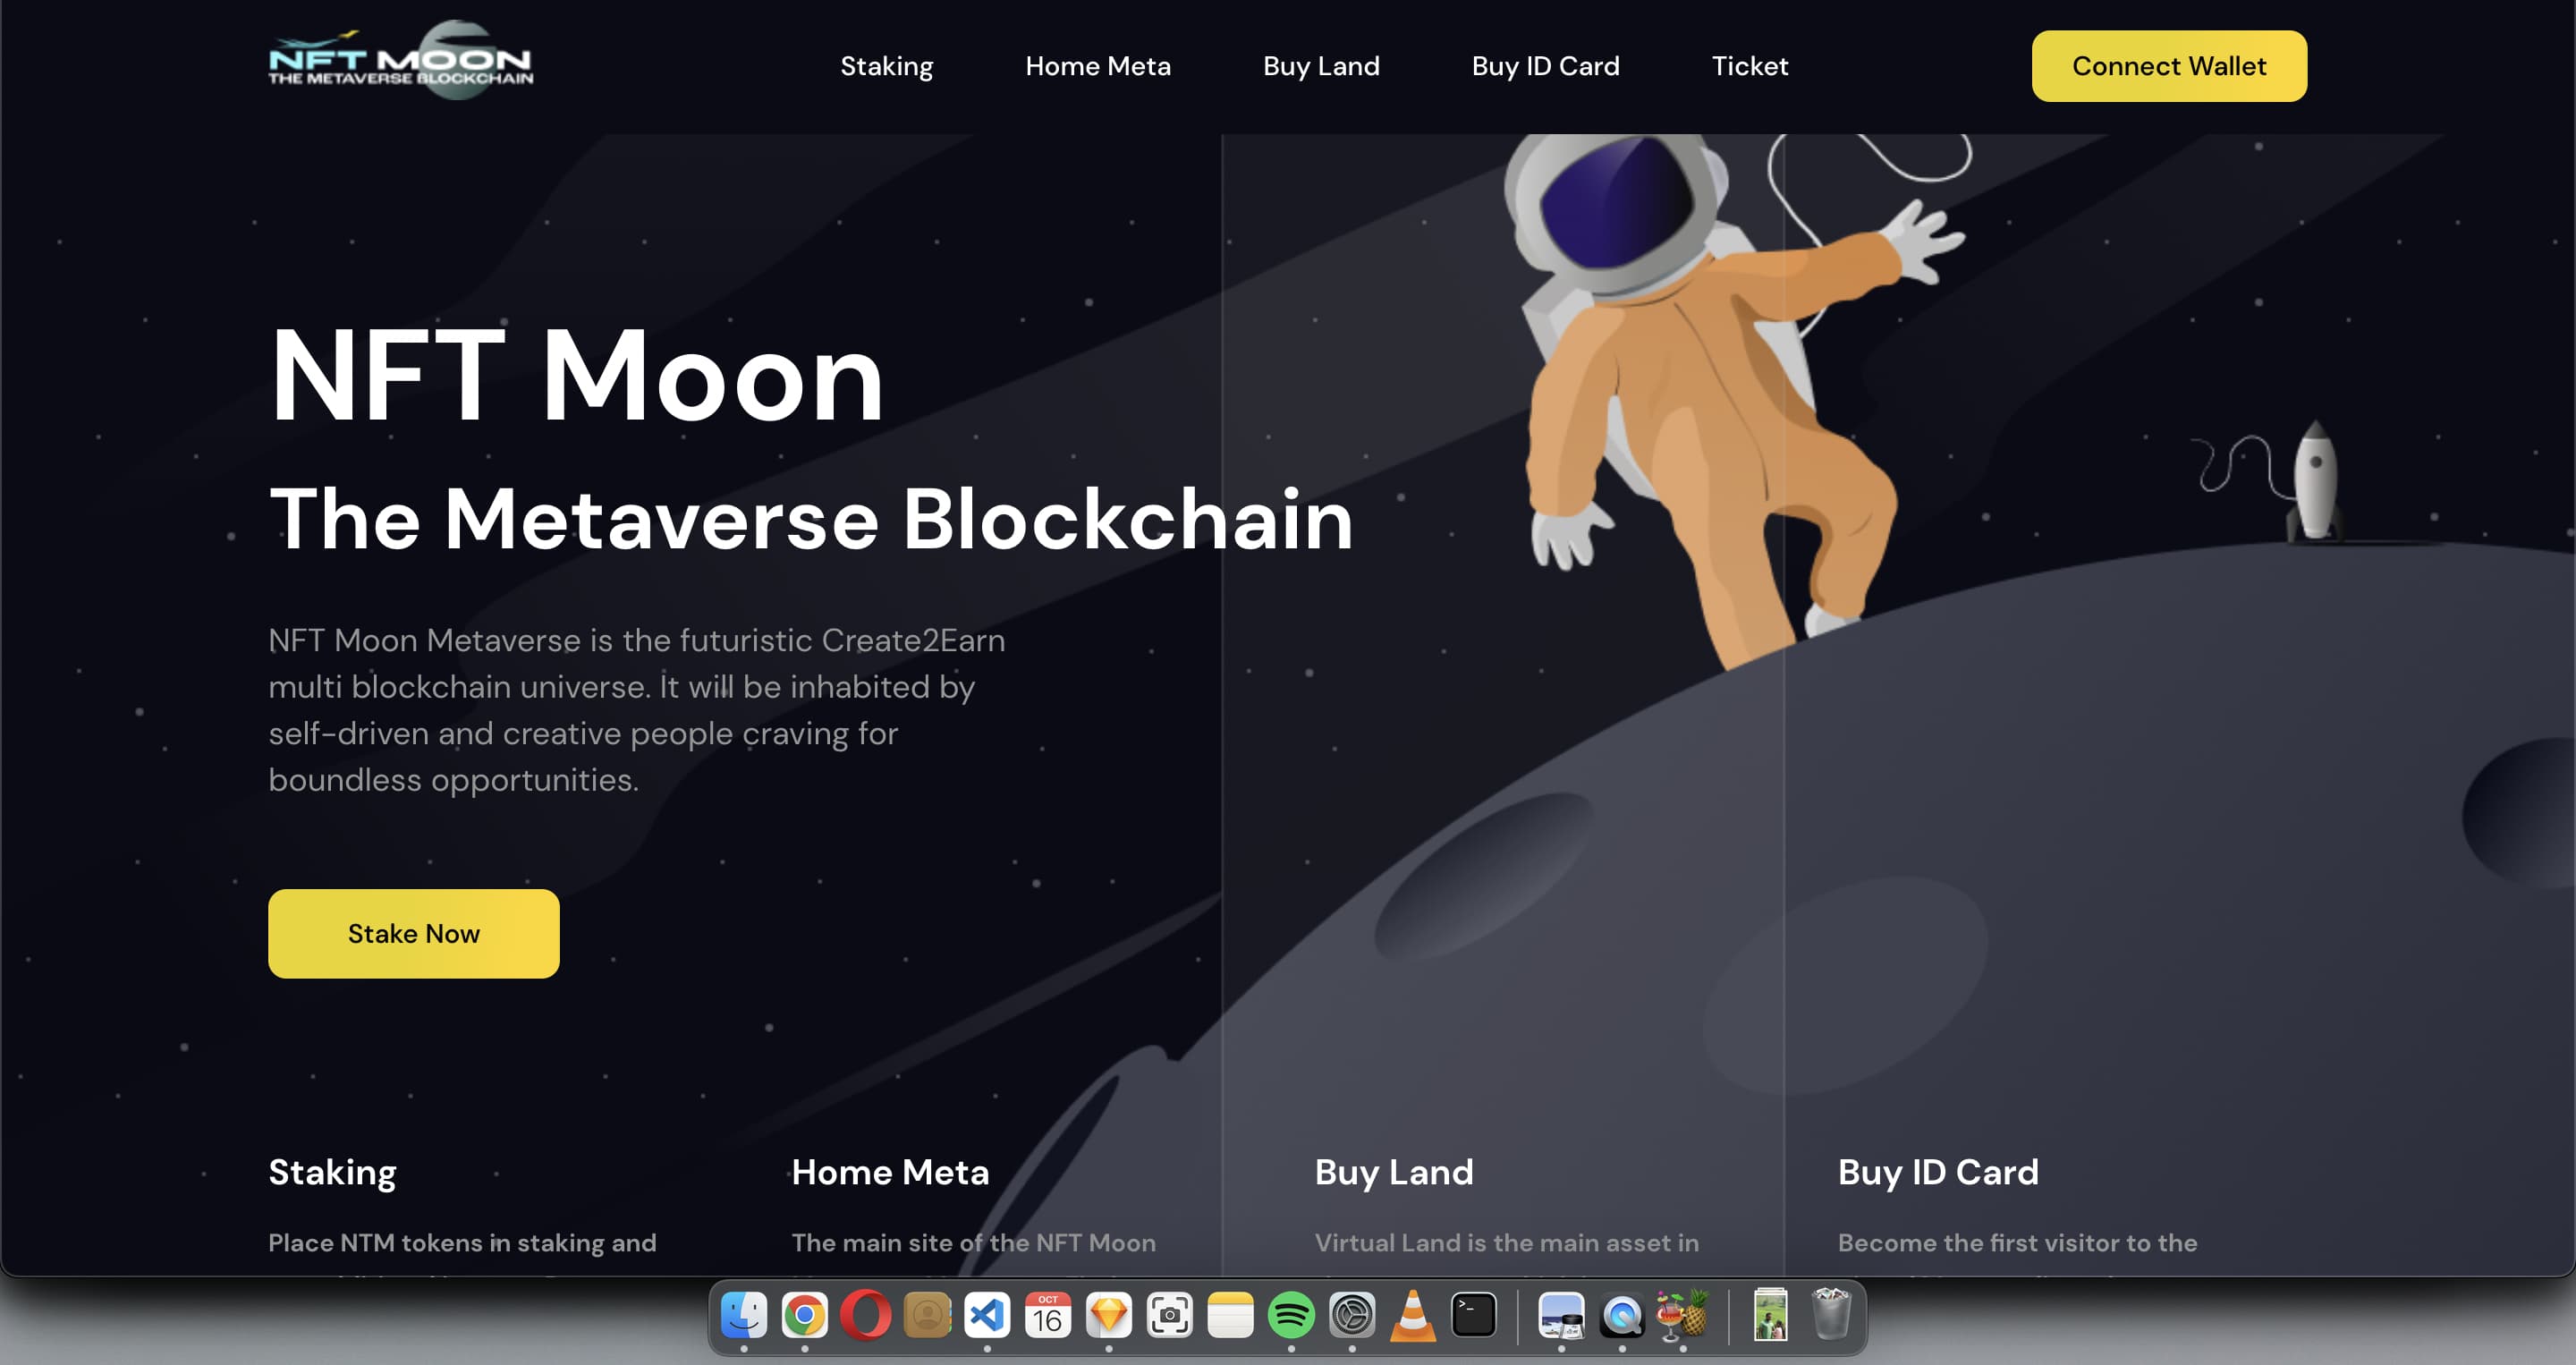 NFT MOON
THE METAVERSE BLOCKCHAIN
Staking
Home Meta
Buy Land
Buy ID Card
Ticket
Connect Wallet
NFT Moon
The Metaverse Blockchain
NFT Moon Metaverse is the futuristic Create2Earn
multi blockchain universe. It will be inhabited by
self-driven and creative people craving for
boundless opportunities.
Stake Now
Staking
Place NTM tokens in staking and
Home Meta
The main site of the NFT Moon
Buy Land
Virtual Land is the main asset in
Buy ID Card
Become the first visitor to the
OCT
16